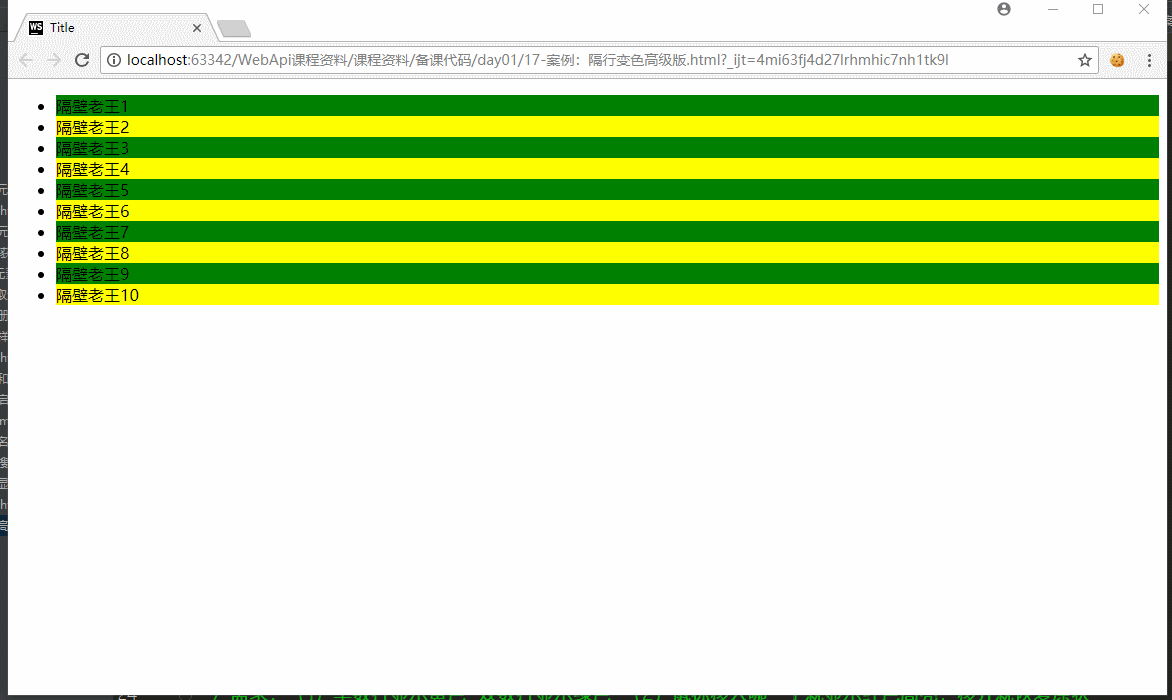 WS Title
localhost:63342/WebApi课程资料/课程资料/备课代码/day01/17-案例：隔行变色高级版.html?_ijt=4mi63fj4d27lrhmhic7nh1tk9l
隔壁老王1
隔壁老王2
隔壁老王3
隔壁老王4
隔壁老王5
隔壁老王6
隔壁老王7
隔壁老王8
隔壁老王9
隔壁老王10